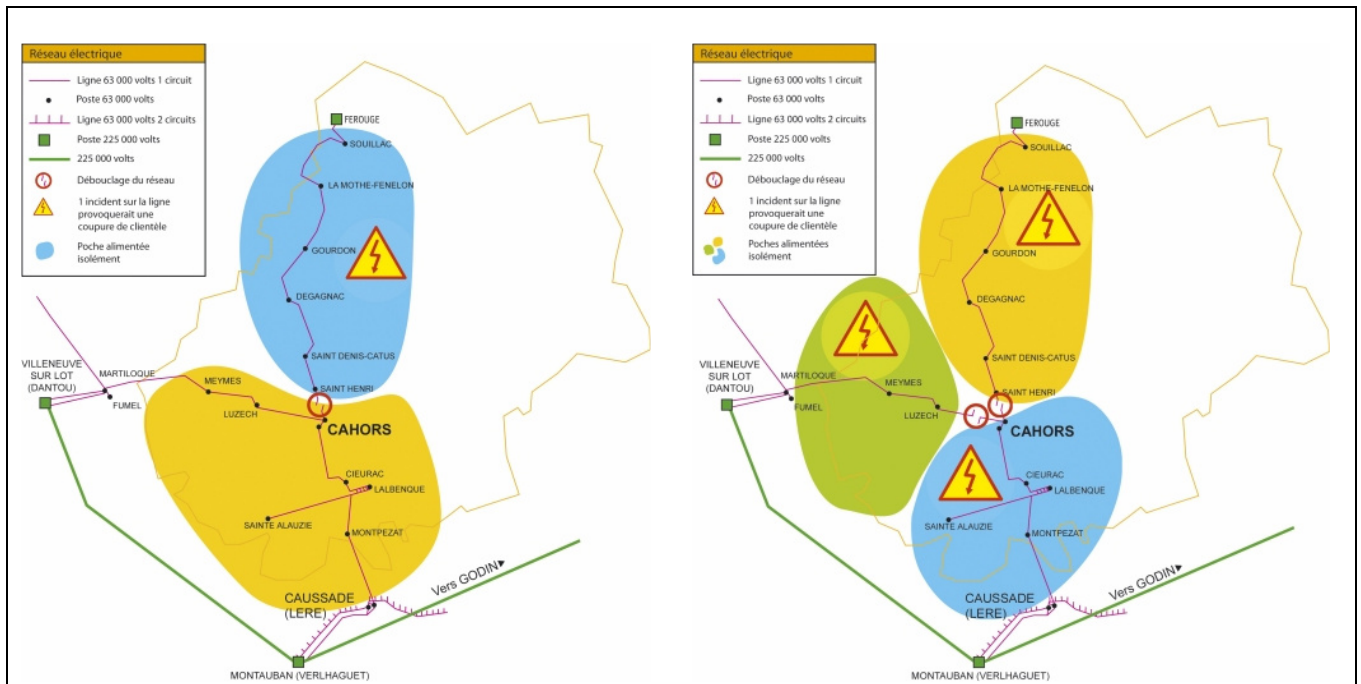 Réseau électrique
Ligne 63 000 volts 1 circuit
Poste 63 000 volts
Ligne 63 000 volts 2 circuits
Poste 225 000 volts
225 000 volts
Débouclage du réseau
1 incident sur la ligne
provoquerait une
coupure de clientèle
Poche alimentée
isolément
FEROUGE
SOUILLAC
LA MOTHE-FENELON
GOURDON
DEGAGNAC
SAINT DENIS-CATUS
VILLENEUVE
SUR LOT
(DANTOU)
MARTILOQUE
MEYMES
SAINT HENRI
FUMEL
LUZECH
CAHORS
CIEURAC
LALBENQUE
SAINTE ALAUZIE
MONTPEZAT
CAUSSADE
(LERE)
Vers GODIN
MONTAUBAN (VERLHAGUET)
Réseau électrique
Ligne 63 000 volts 1 circuit
Poste 63 000 volts
Ligne 63 000 volts 2 circuits
Poste 225 000 volts
225 000 volts
Débouclage du réseau
1 incident sur la ligne
provoquerait une
coupure de clientèle
Poches alimentées
isolément
FEROUGE
SOUILLAC
LA MOTHE-FENELON
GOURDON
DEGAGNAC
SAINT DENIS-CATUS
VILLENEUVE
SUR LOT
(DANTOU)
MARTILOQUE
MEYMES
SAINT HENRI
FUMEL
LUZECH
CAHORS
CIEURAC
LALBENQUE
SAINTE ALAUZIE
MONTPEZAT
CAUSSADE
(LERE)
Vers GODIN
MONTAUBAN (VERLHAGUET)